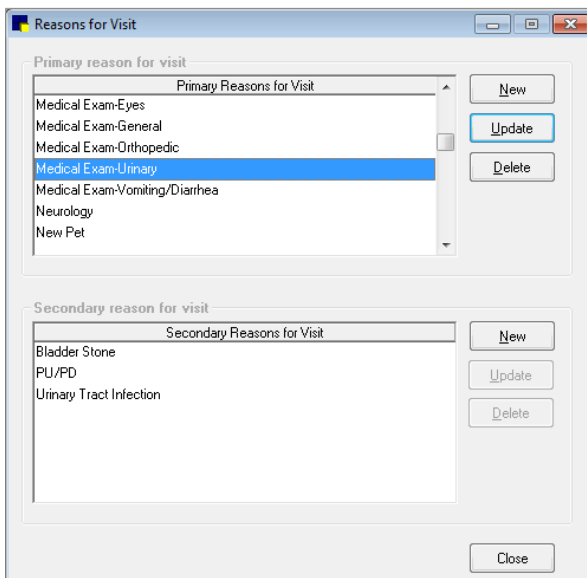 Reasons for Visit
Primary reason for visit
Primary Reasons for Visit
Medical Exam-Eyes
Medical Exam-General
Medical Exam-Orthopedic
Medical Exam-Urinary
Medical Exam-Vomiting/Diarrhea
Neurology
New Pet
New
Update
Delete
Secondary reason for visit
Secondary Reasons for Visit
Bladder Stone
PU/PD
Urinary Tract Infection
New
Update
Delete
Close